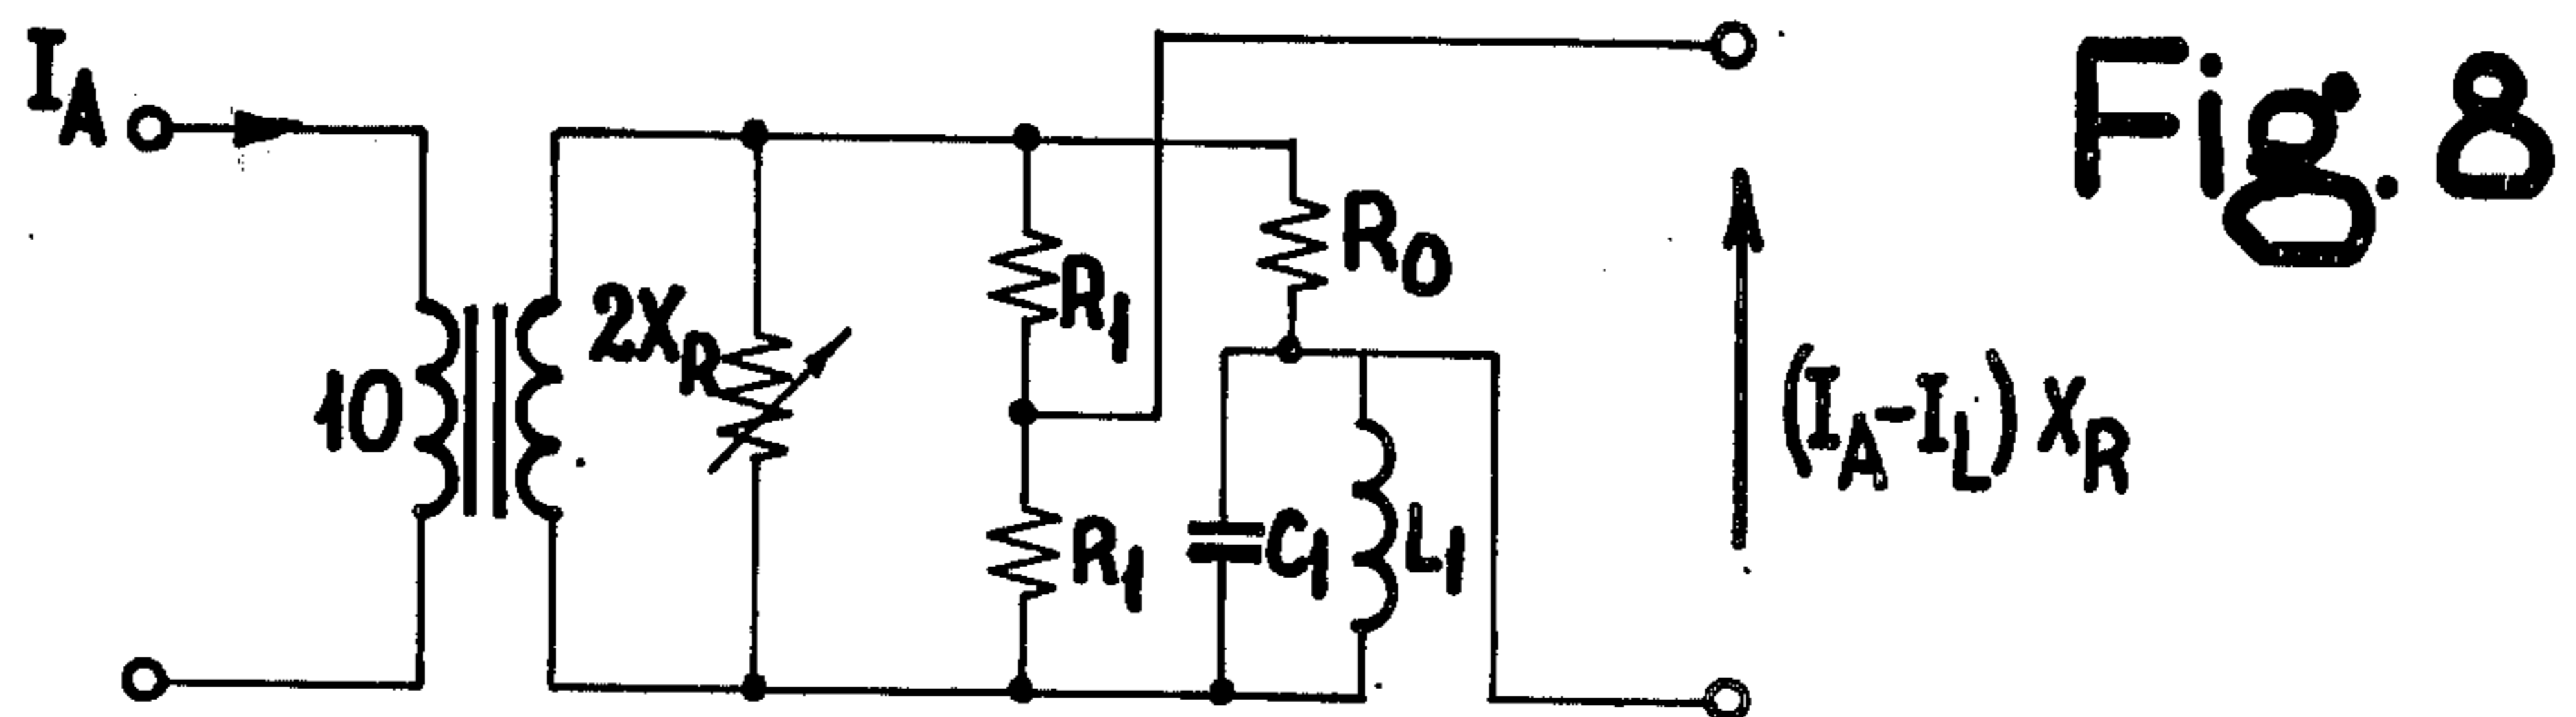 I_A
Fig. 8
10
2X_R
R_1
R_0
R_1
C_1
L_1
(I_A-I_L) X_R